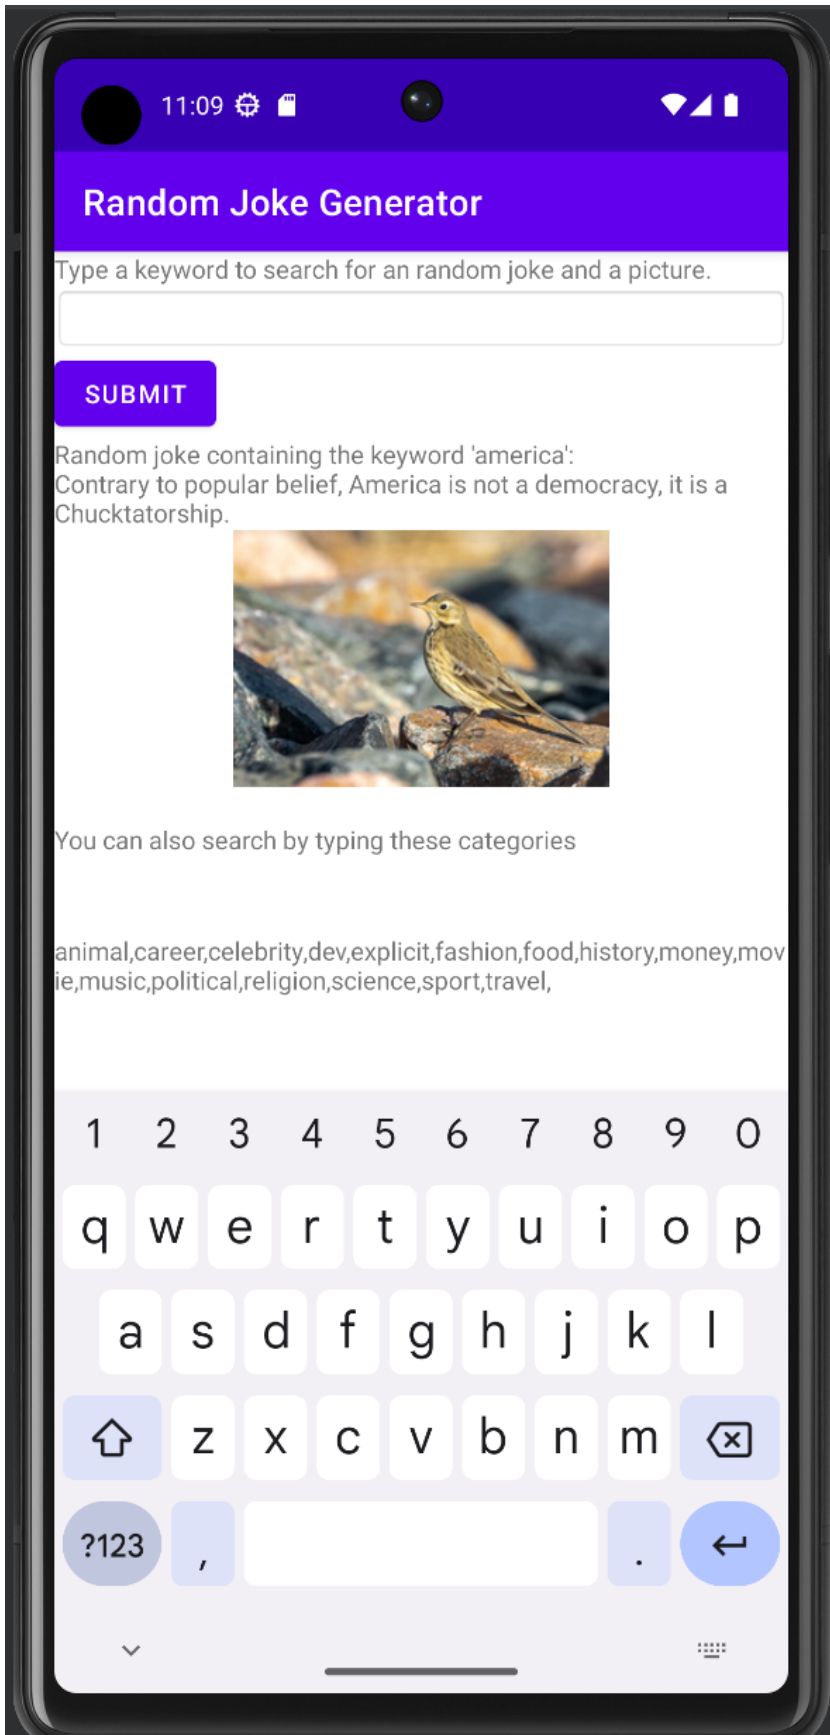 11:09
Random Joke Generator
Type a keyword to search for an random joke and a picture.
SUBMIT
Random joke containing the keyword 'america':
Contrary to popular belief, America is not a democracy, it is a
Chucktatorship.
You can also search by typing these categories
animal,career,celebrity,dev,explicit,fashion,food,history,money,mov
ie,music,political,religion,science,sport,travel,
1 2 3 4 5 6 7 8 9 0
q w e r t y u i o p
a s d f g h j k l
z x c v b n m
?123 , .